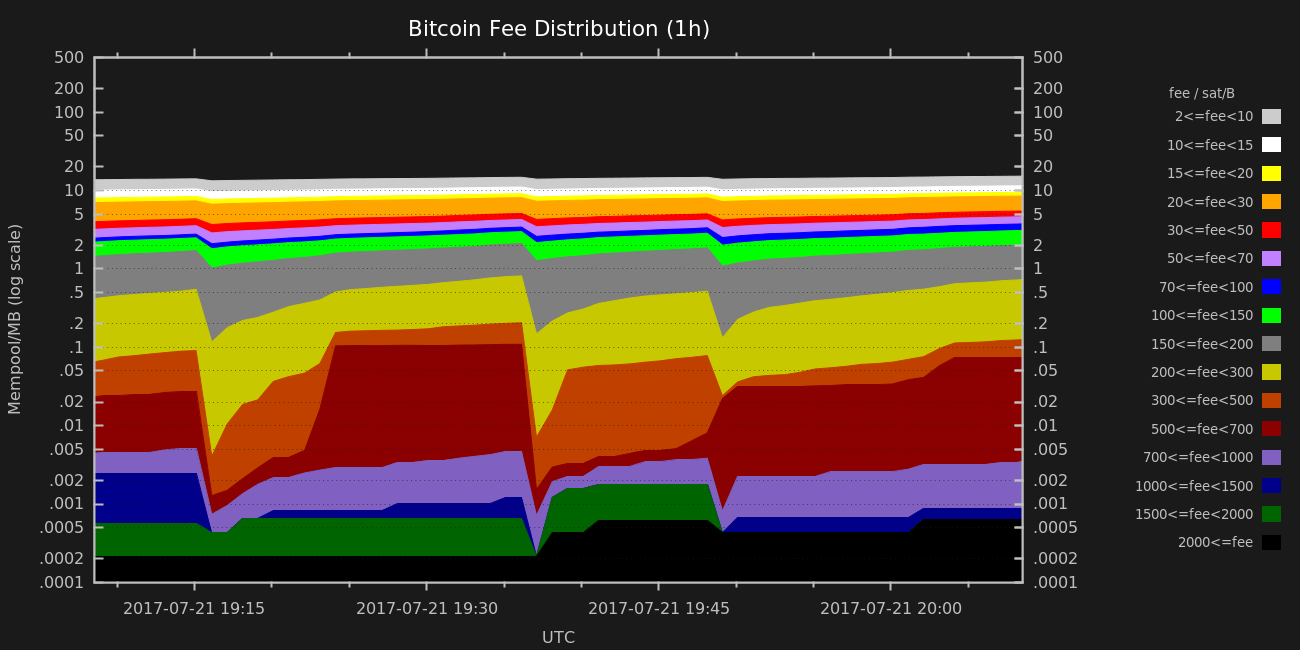 Bitcoin Fee Distribution (1h)
500
200
100
50
20
10
5
2
1
.5
.2
.1
.05
.02
.01
.005
.002
.001
.0005
.0002
.0001
Mempool/MB (log scale)
500
200
100
50
20
10
5
2
1
.5
.2
.1
.05
.02
.01
.005
.002
.001
.0005
.0002
.0001
2017-07-21 19:15
2017-07-21 19:30
2017-07-21 19:45
2017-07-21 20:00
UTC
fee / sat/B
2<=fee<10
10<=fee<15
15<=fee<20
20<=fee<30
30<=fee<50
50<=fee<70
70<=fee<100
100<=fee<150
150<=fee<200
200<=fee<300
300<=fee<500
500<=fee<700
700<=fee<1000
1000<=fee<1500
1500<=fee<2000
2000<=fee